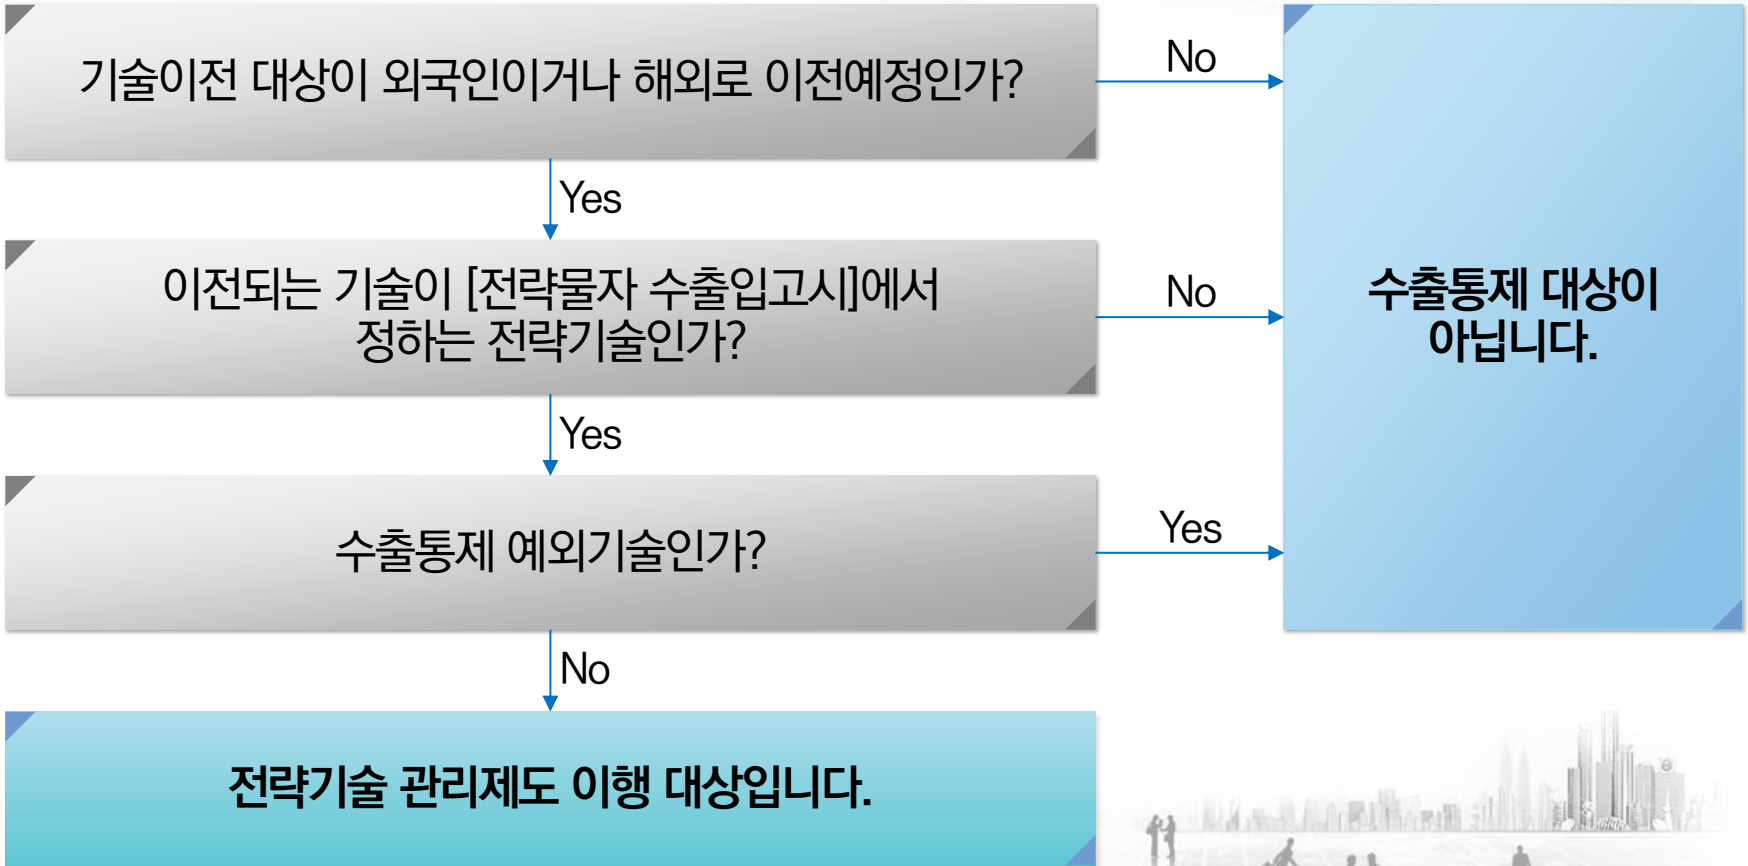 기술이전 대상이 외국인이거나 해외로 이전예정인가?
No
Yes
이전되는 기술이 [전략물자 수출입고시]에서
정하는 전략기술인가?
No
수출통제 대상이
아닙니다.
Yes
수출통제 예외기술인가?
Yes
No
전략기술 관리제도 이행 대상입니다.